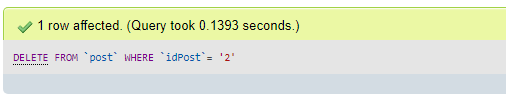 1 row affected. (Query took 0.1393 seconds.)
DELETE FROM `post` WHERE `idPost`= '2'